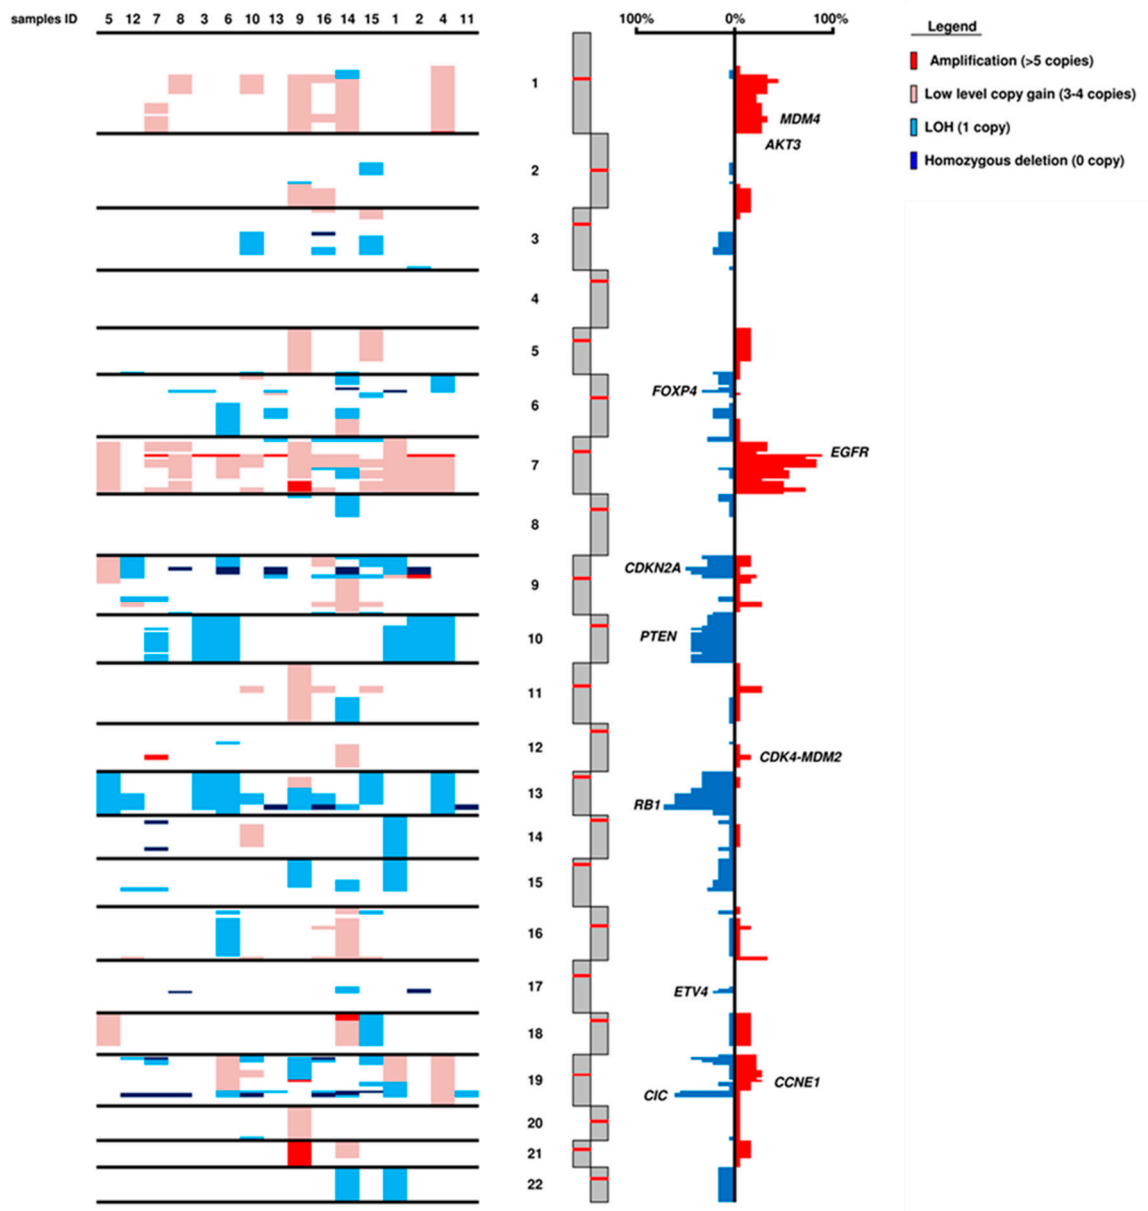 samples ID 5 12 7 8 3 6 10 13 9 16 14 15 1 2 4 11
100% 0% 100%
Legend
Amplification (>5 copies)
Low level copy gain (3-4 copies)
LOH (1 copy)
Homozygous deletion (0 copy)
1
MDM4
AKT3
2
3
4
5
FOXP4
6
EGFR
7
8
CDKN2A
9
PTEN
10
11
12
CDK4-MDM2
13
RB1
14
15
16
17
ETV4
18
19
CCNE1
CIC
20
21
22